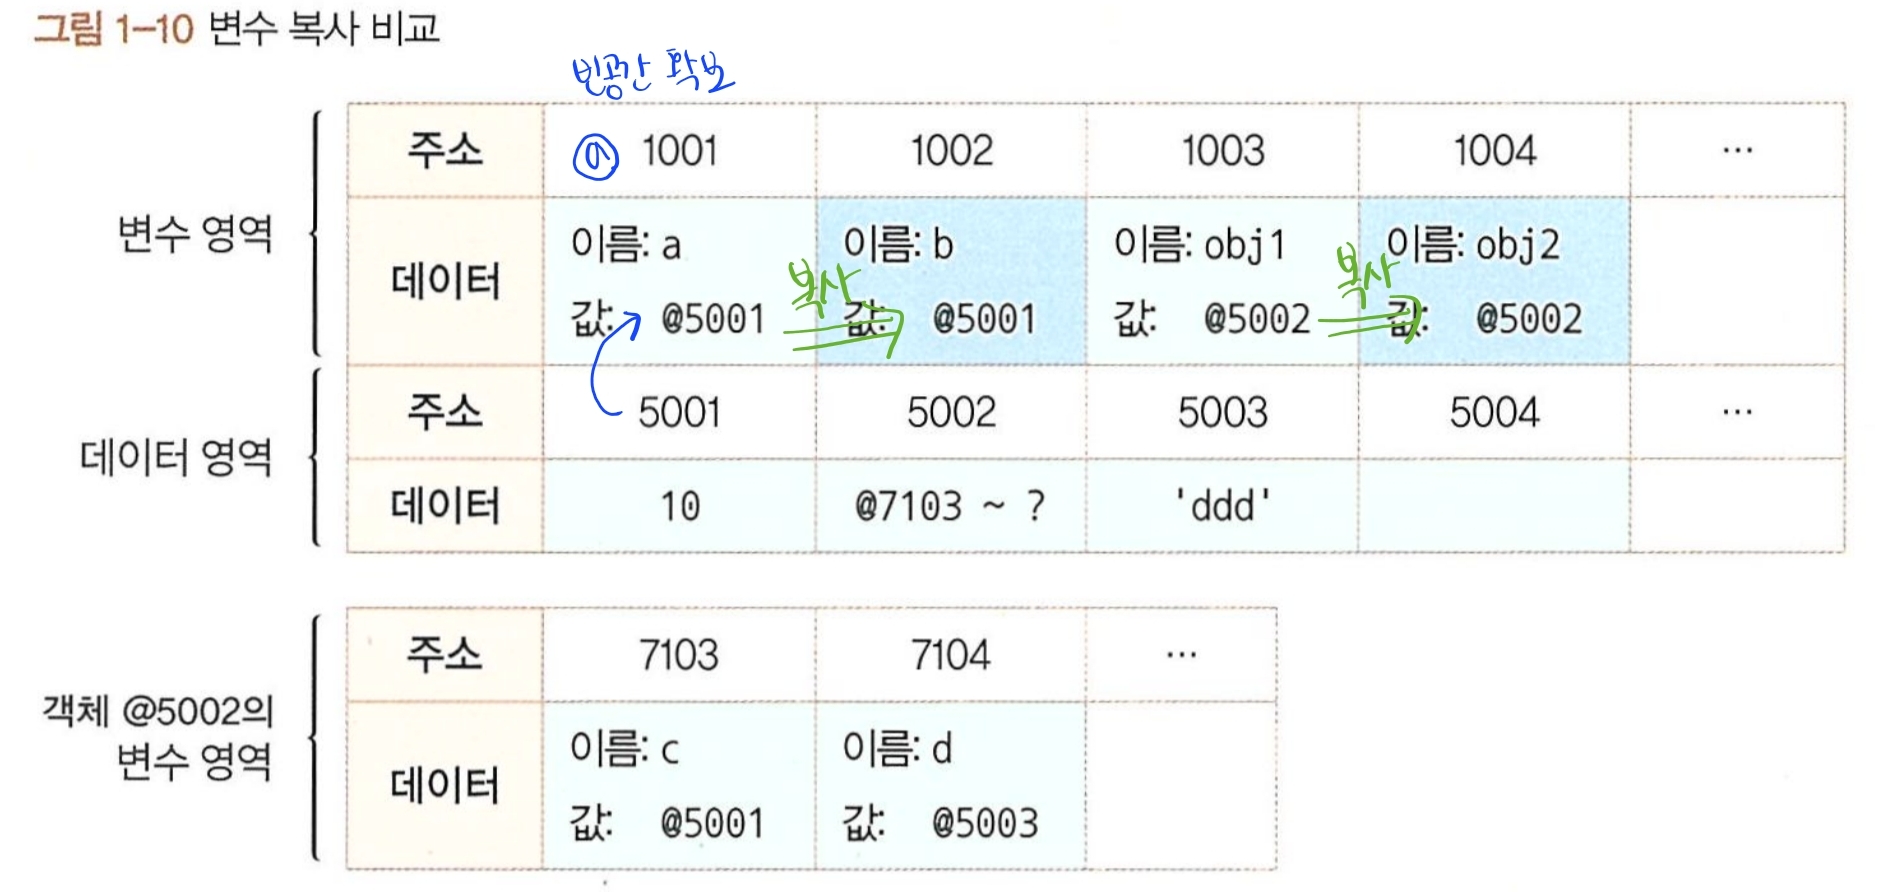 그림 1-10 변수 복사 비교
빈공간 확보
변수 영역
주소 ① 1001 1002 1003 1004 ...
데이터
이름: a 이름: b 이름: obj1 이름: obj2
복사 복사
값: @5001 값: @5001 값: @5002 값: @5002
데이터 영역
주소 5001 5002 5003 5004 ...
데이터 10 @7103 ~ ? 'ddd'
객체 @5002의
변수 영역
주소 7103 7104 ...
데이터
이름: c 이름: d
값: @5001 값: @5003